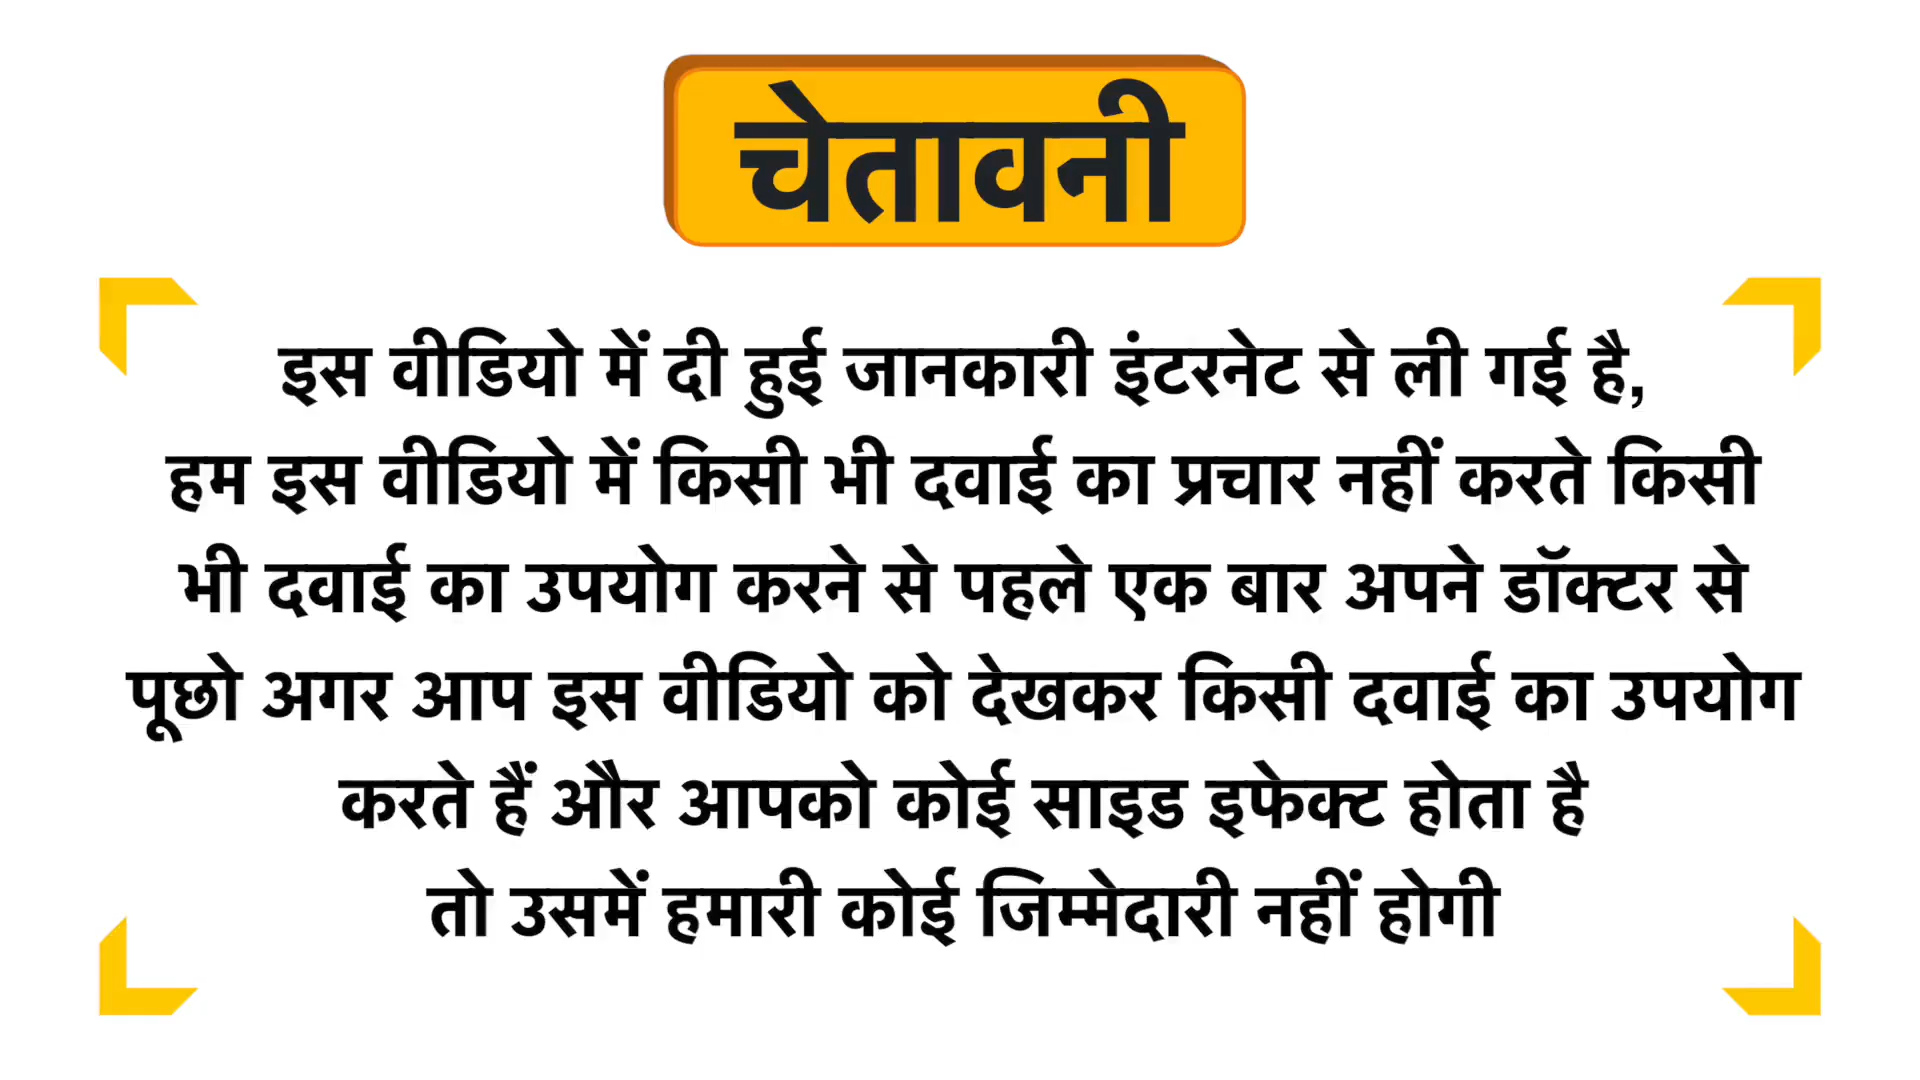 चेतावनी
इस वीडियो में दी हुई जानकारी इंटरनेट से ली गई है,
हम इस वीडियो में किसी भी दवाई का प्रचार नहीं करते किसी
भी दवाई का उपयोग करने से पहले एक बार अपने डॉक्टर से
पूछो अगर आप इस वीडियो को देखकर किसी दवाई का उपयोग
करते हैं और आपको कोई साइड इफेक्ट होता है
तो उसमें हमारी कोई जिम्मेदारी नहीं होगी